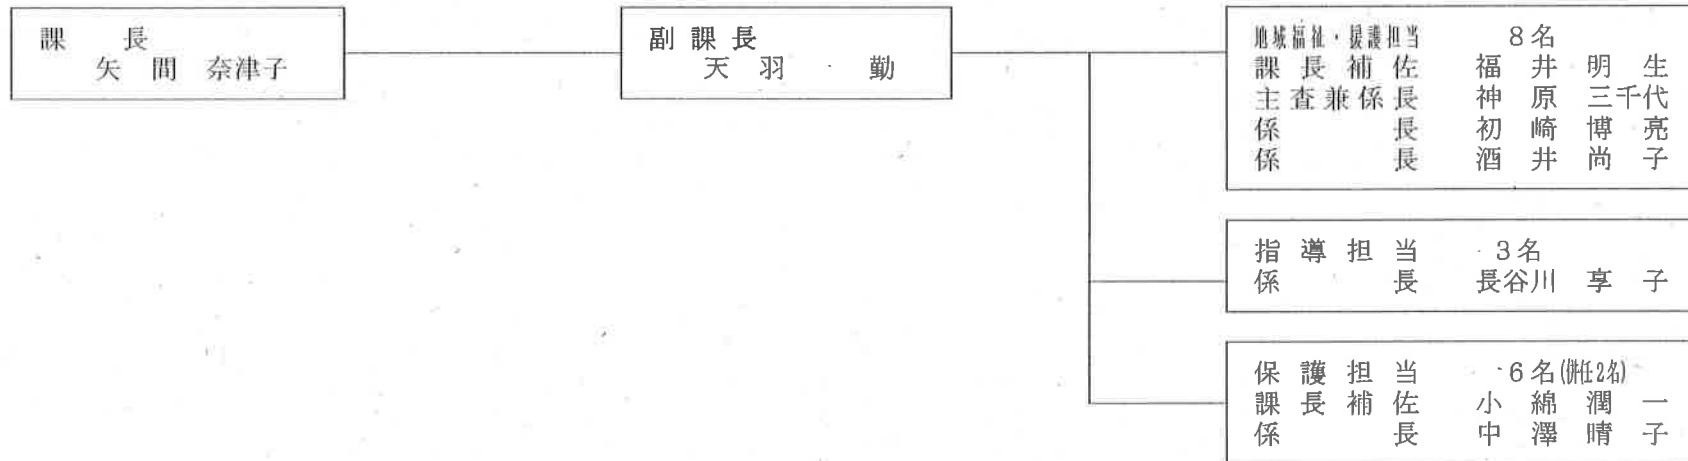 課長
矢間 奈津子
副課長
天羽 勤
地域福祉・援護担当 8名
課長補佐 福井明生
主査兼係長 神原三千代
係長 初崎博亮
係長 酒井尚子
指導担当 3名
係長 長谷川享子
保護担当 6名(併任2名)
課長補佐 小綿潤一
係長 中澤晴子